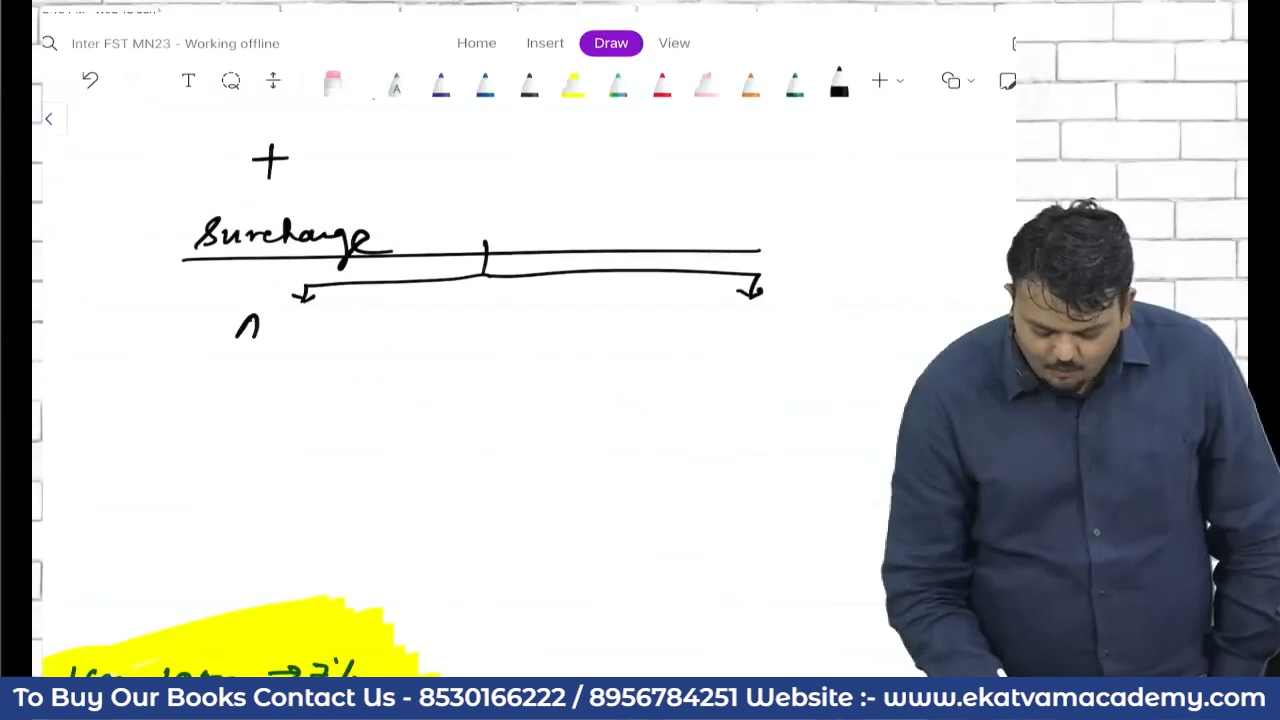 Inter FST MN23 - Working offline
Home Insert Draw View
T
A
+
Surcharge
To Buy Our Books Contact Us - 8530166222 / 8956784251 Website :- www.ekatvamacademy.com